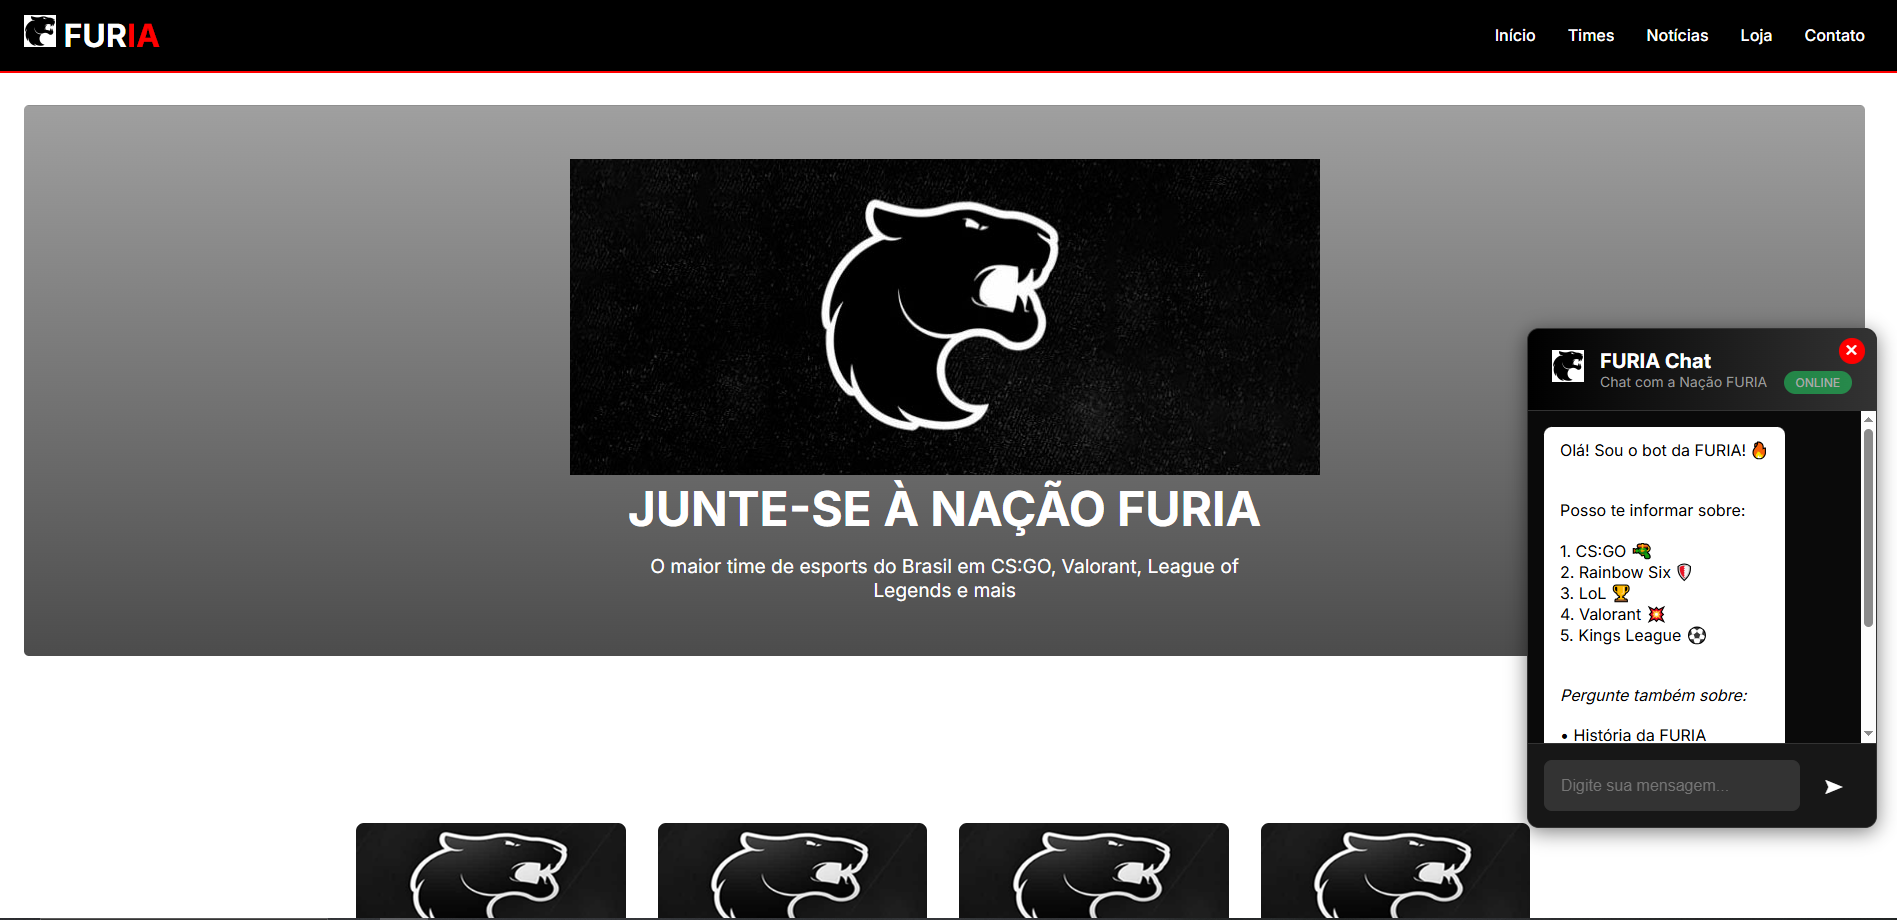 FURIA
Início Times Notícias Loja Contato
JUNTE-SE À NAÇÃO FURIA
O maior time de esports do Brasil em CS:GO, Valorant, League of
Legends e mais
FURIA Chat
Chat com a Nação FURIA
ONLINE
Olá! Sou o bot da FURIA! 🔥
Posso te informar sobre:
1. CS:GO 🔫
2. Rainbow Six 🛡️
3. LoL 🏆
4. Valorant 💥
5. Kings League ⚽
Pergunte também sobre:
• História da FURIA
Digite sua mensagem...